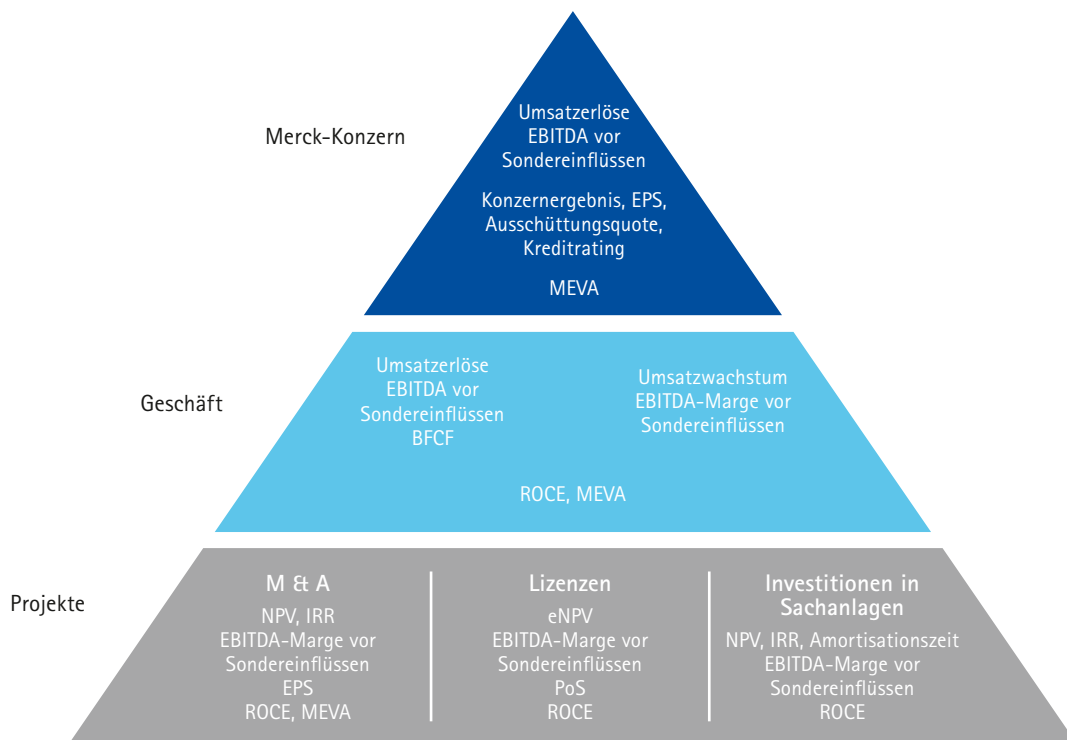 Merck-Konzern
Umsatzerlöse
EBITDA vor
Sondereinflüssen
Konzernergebnis, EPS,
Ausschüttungsquote,
Kreditrating
MEVA
Geschäft
Umsatzerlöse
EBITDA vor
Sondereinflüssen
BFCF
Umsatzwachstum
EBITDA-Marge vor
Sondereinflüssen
ROCE, MEVA
Projekte
M & A
NPV, IRR
EBITDA-Marge vor
Sondereinflüssen
EPS
ROCE, MEVA
Lizenzen
eNPV
EBITDA-Marge vor
Sondereinflüssen
PoS
ROCE
Investitionen in
Sachanlagen
NPV, IRR, Amortisationszeit
EBITDA-Marge vor
Sondereinflüssen
ROCE